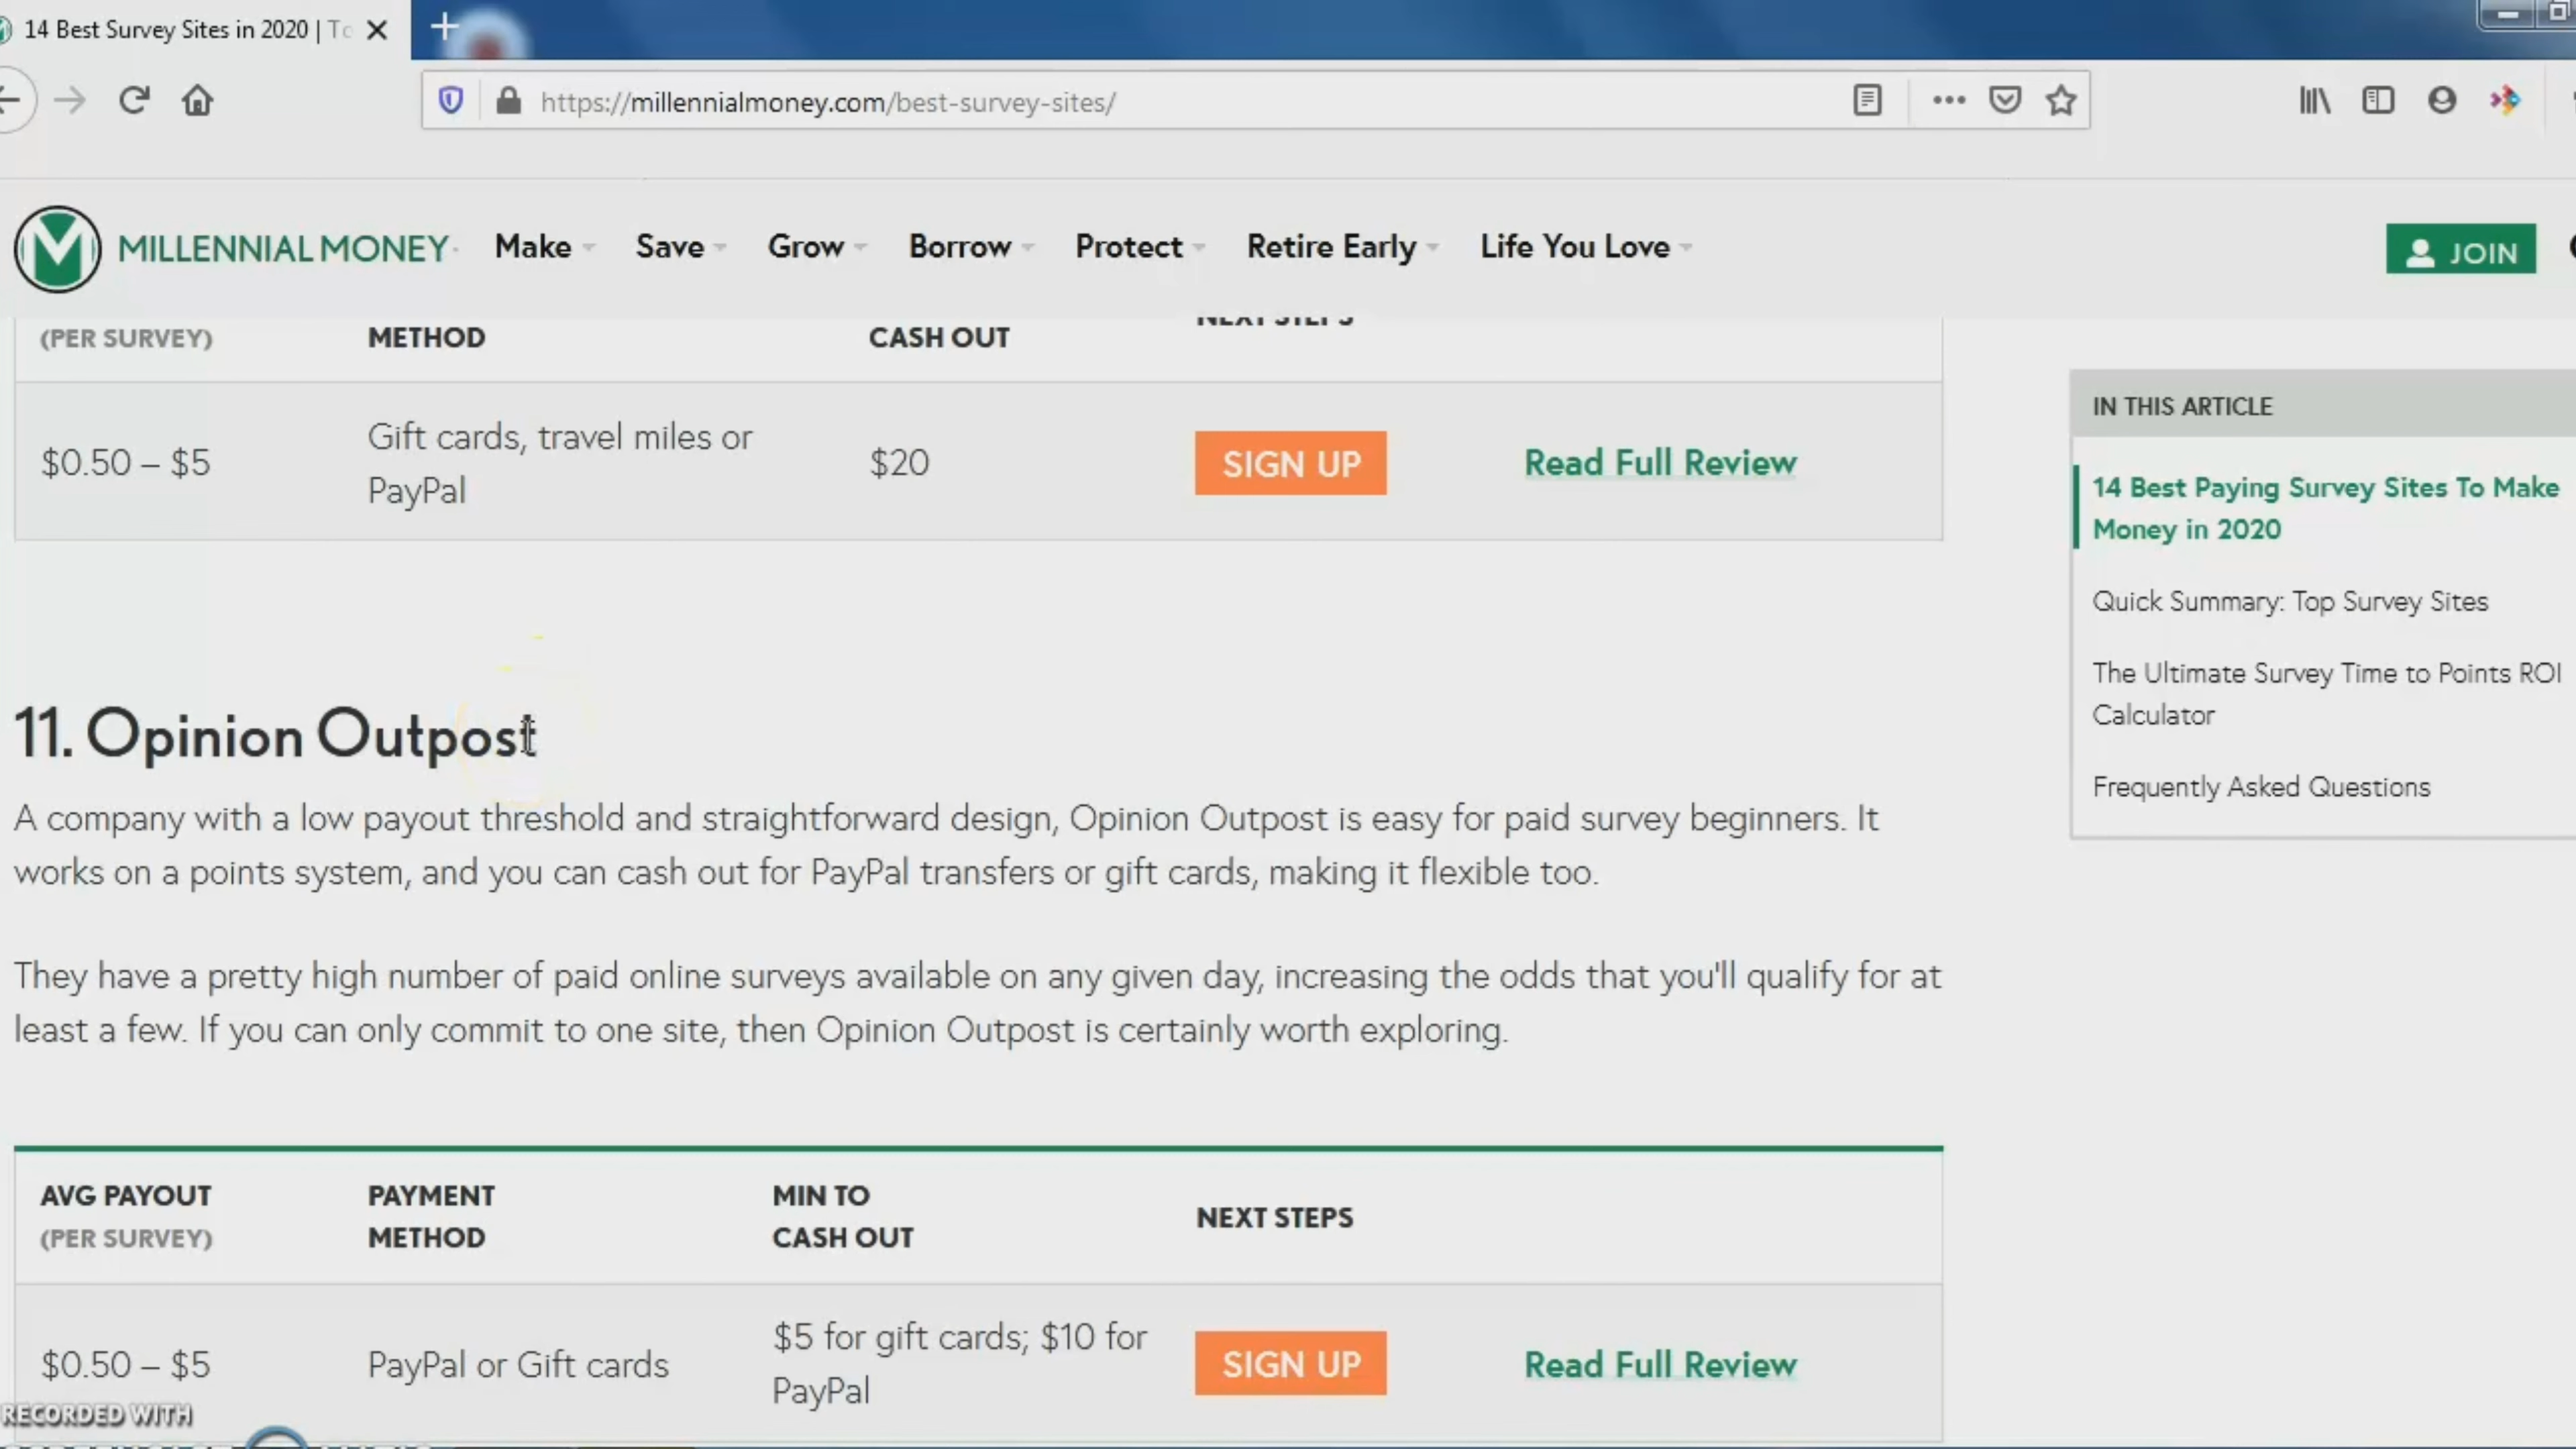 14 Best Survey Sites in 2020 | To
https://millennialmoney.com/best-survey-sites/
MILLENNIAL MONEY
Make
Save
Grow
Borrow
Protect
Retire Early
Life You Love
JOIN
NEXT STEPS
(PER SURVEY)
METHOD
CASH OUT
$0.50 – $5
Gift cards, travel miles or
PayPal
$20
SIGN UP
Read Full Review
IN THIS ARTICLE
14 Best Paying Survey Sites To Make
Money in 2020
Quick Summary: Top Survey Sites
The Ultimate Survey Time to Points ROI
Calculator
Frequently Asked Questions
11. Opinion Outpost
A company with a low payout threshold and straightforward design, Opinion Outpost is easy for paid survey beginners. It
works on a points system, and you can cash out for PayPal transfers or gift cards, making it flexible too.
They have a pretty high number of paid online surveys available on any given day, increasing the odds that you'll qualify for at
least a few. If you can only commit to one site, then Opinion Outpost is certainly worth exploring.
AVG PAYOUT
(PER SURVEY)
PAYMENT
METHOD
MIN TO
CASH OUT
NEXT STEPS
$0.50 – $5
PayPal or Gift cards
$5 for gift cards; $10 for
PayPal
SIGN UP
Read Full Review
RECORDED WITH